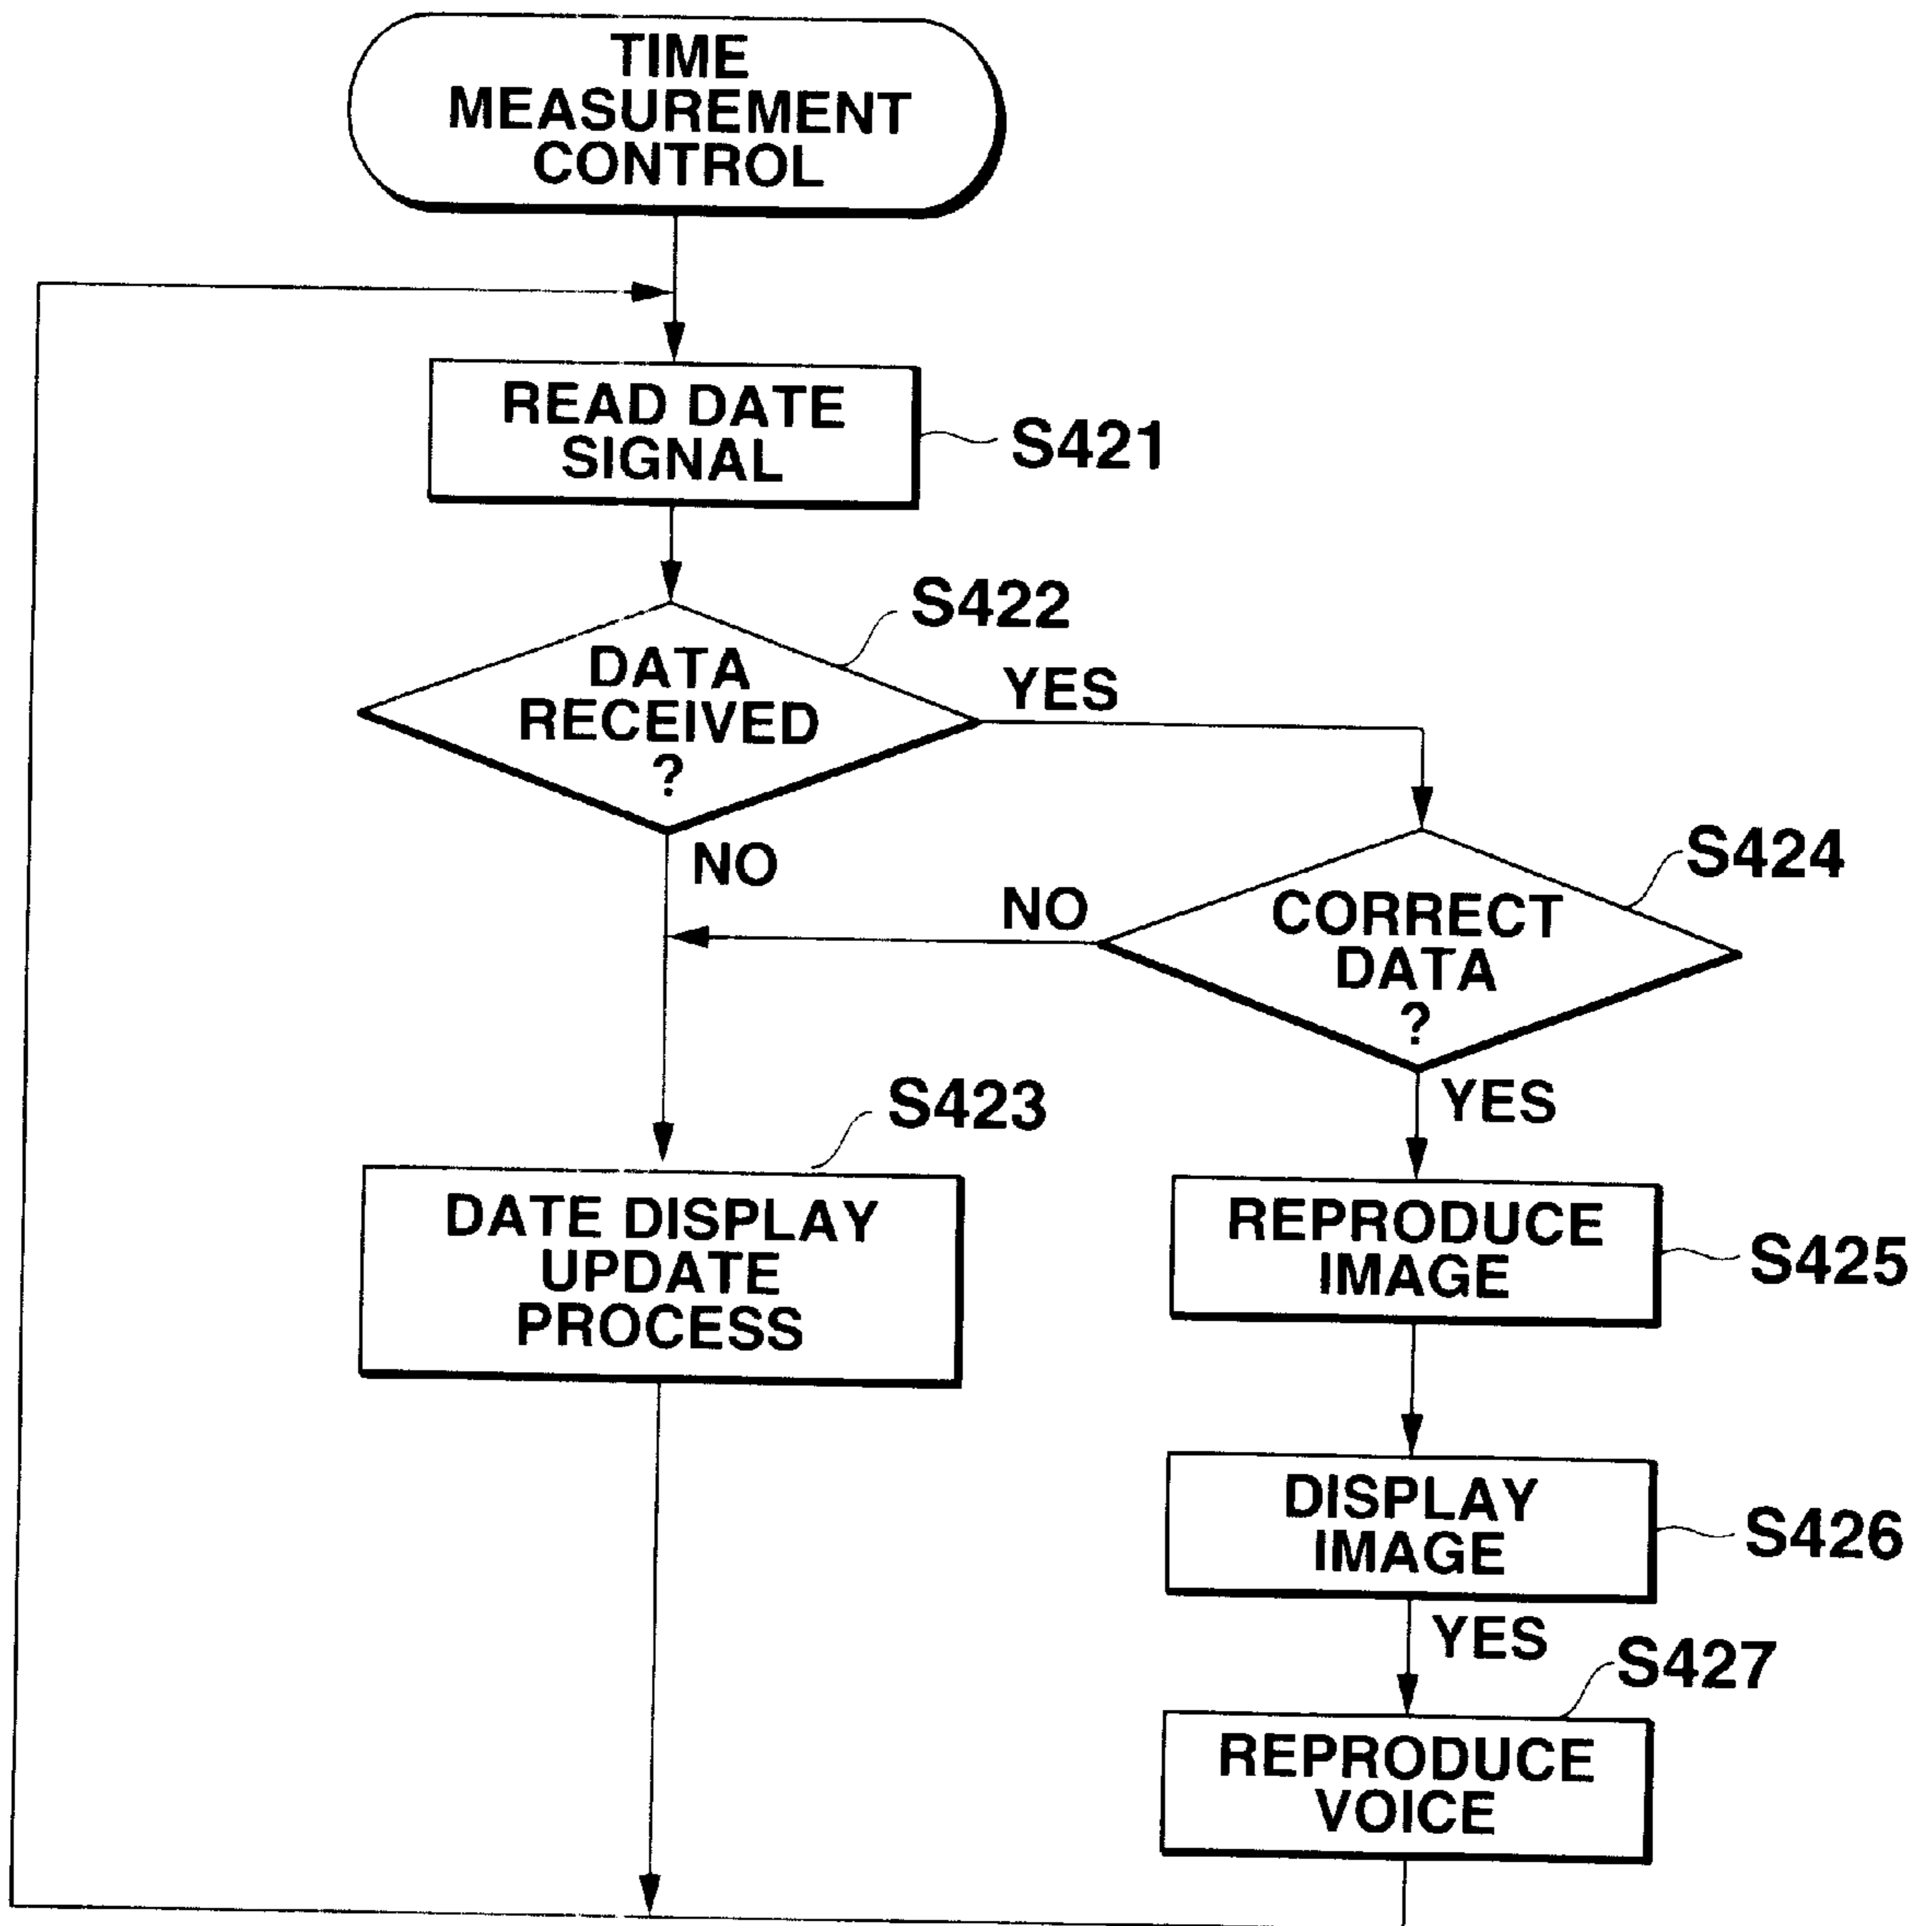 TIME
MEASUREMENT
CONTROL
READ DATE
SIGNAL
S421
S422
DATA
RECEIVED
?
YES
NO
S424
CORRECT
DATA
?
NO
YES
S423
DATE DISPLAY
UPDATE
PROCESS
REPRODUCE
IMAGE
S425
DISPLAY
IMAGE
S426
YES
S427
REPRODUCE
VOICE